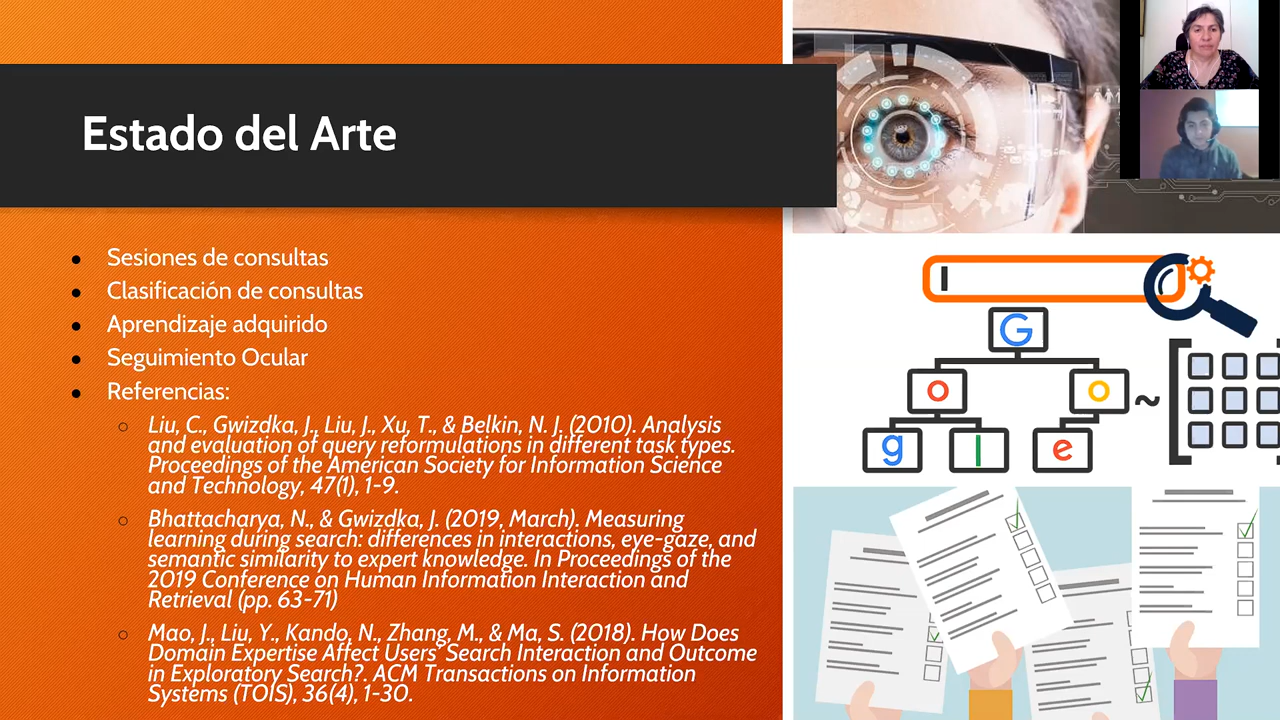 Estado del Arte
Sesiones de consultas
Clasificación de consultas
Aprendizaje adquirido
Seguimiento Ocular
Referencias:
Liu, C., Gwizdka, J., Liu, J., Xu, T., & Belkin, N. J. (2010). Analysis
and evaluation of query reformulations in different task types.
Proceedings of the American Society for Information Science
and Technology, 47(1), 1-9.
Bhattacharya, N., & Gwizdka, J. (2019, March). Measuring
learning during search: differences in interactions, eye-gaze, and
semantic similarity to expert knowledge. In Proceedings of the
2019 Conference on Human Information Interaction and
Retrieval (pp. 63-71)
Mao, J., Liu, Y., Kando, N., Zhang, M., & Ma, S. (2018). How Does
Domain Expertise Affect Users' Search Interaction and Outcome
in Exploratory Search?. ACM Transactions on Information
Systems (TOIS), 36(4), 1-30.
G
o o ~
g l e